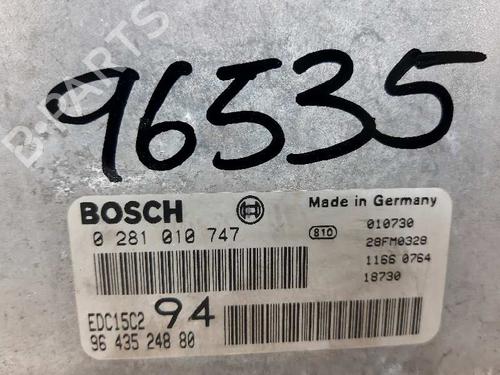 B-PARTS
96535
BOSCH
Made in Germany
0 281 010 747
810
010730
28FM0328
1166 0764
18730
EDC15C2 94
96 435 248 80